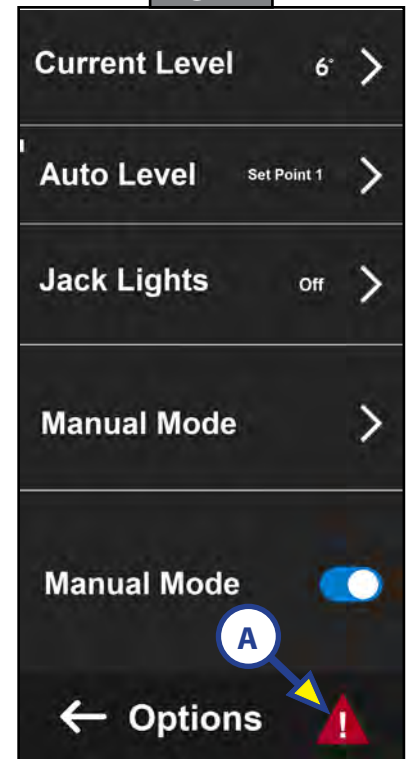 Current Level 6°
Auto Level Set Point 1
Jack Lights Off
Manual Mode
Manual Mode
A
← Options !